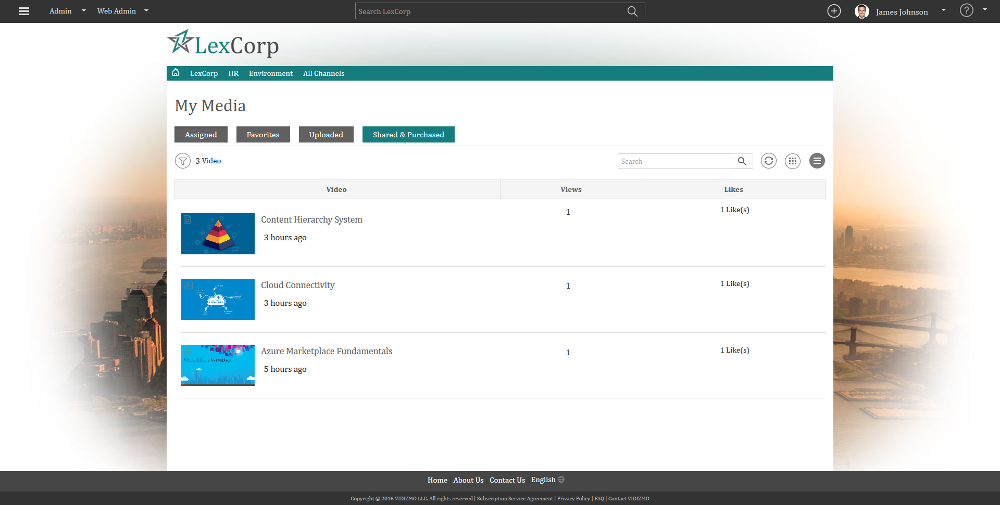 Admin Web Admin Search LexCorp James Johnson
LexCorp
LexCorp HR Environment All Channels
My Media
Assigned Favorites Uploaded Shared & Purchased
3 Video Search
Video Views Likes
Content Hierarchy System 1 1 Like(s)
3 hours ago
Cloud Connectivity 1 1 Like(s)
3 hours ago
Microsoft Azure Marketplace
Azure Marketplace Fundamentals 1 1 Like(s)
5 hours ago
Home | About Us | Contact Us | English
Copyright © 2016 VIDIZMO LLC. All rights reserved | Subscription Service Agreement | Privacy Policy | FAQ | Contact VIDIZMO